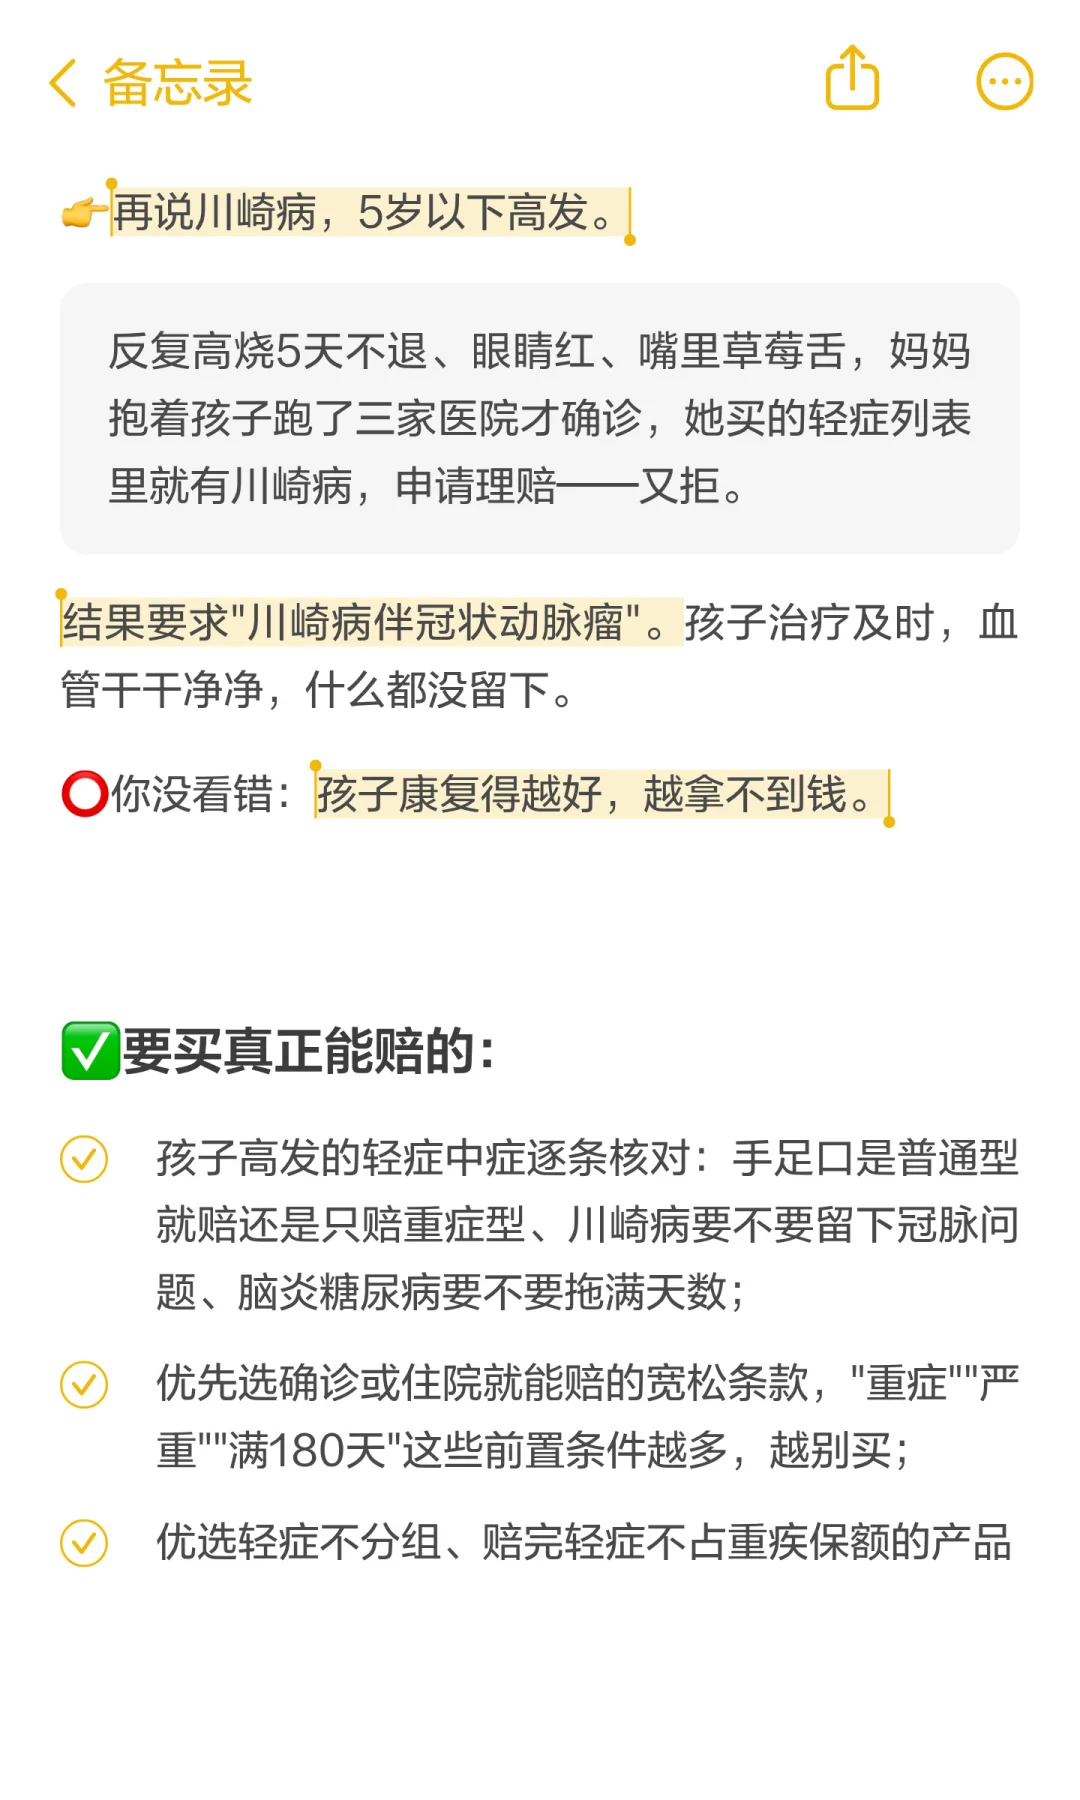 备忘录
👉再说川崎病，5岁以下高发。
反复高烧5天不退、眼睛红、嘴里草莓舌，妈妈
抱着孩子跑了三家医院才确诊，她买的轻症列表
里就有川崎病，申请理赔——又拒。
结果要求"川崎病伴冠状动脉瘤"。孩子治疗及时，血
管干干净净，什么都没留下。
⭕你没看错：孩子康复得越好，越拿不到钱。
✅要买真正能赔的：
孩子高发的轻症中症逐条核对：手足口是普通型
就赔还是只赔重症型、川崎病要不要留下冠脉问
题、脑炎糖尿病要不要拖满天数；
优先选确诊或住院就能赔的宽松条款，"重症""严
重""满180天"这些前置条件越多，越别买；
优选轻症不分组、赔完轻症不占重疾保额的产品